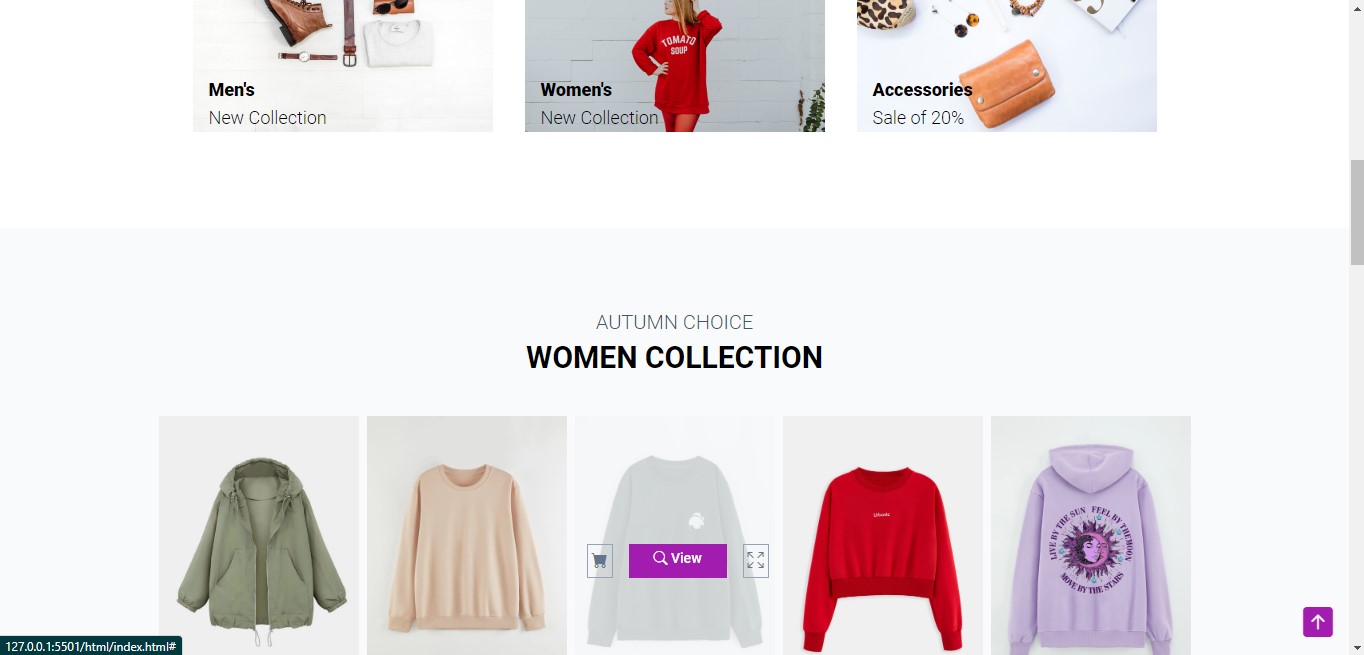 TOMATO
SOUP
Men's
New Collection
Women's
New Collection
Accessories
Sale of 20%
AUTUMN CHOICE
WOMEN COLLECTION
View
LIVE BY THE SUN FEEL BY THE MOON
MOVE BY THE STARS
127.0.0.1:5501/html/index.html#